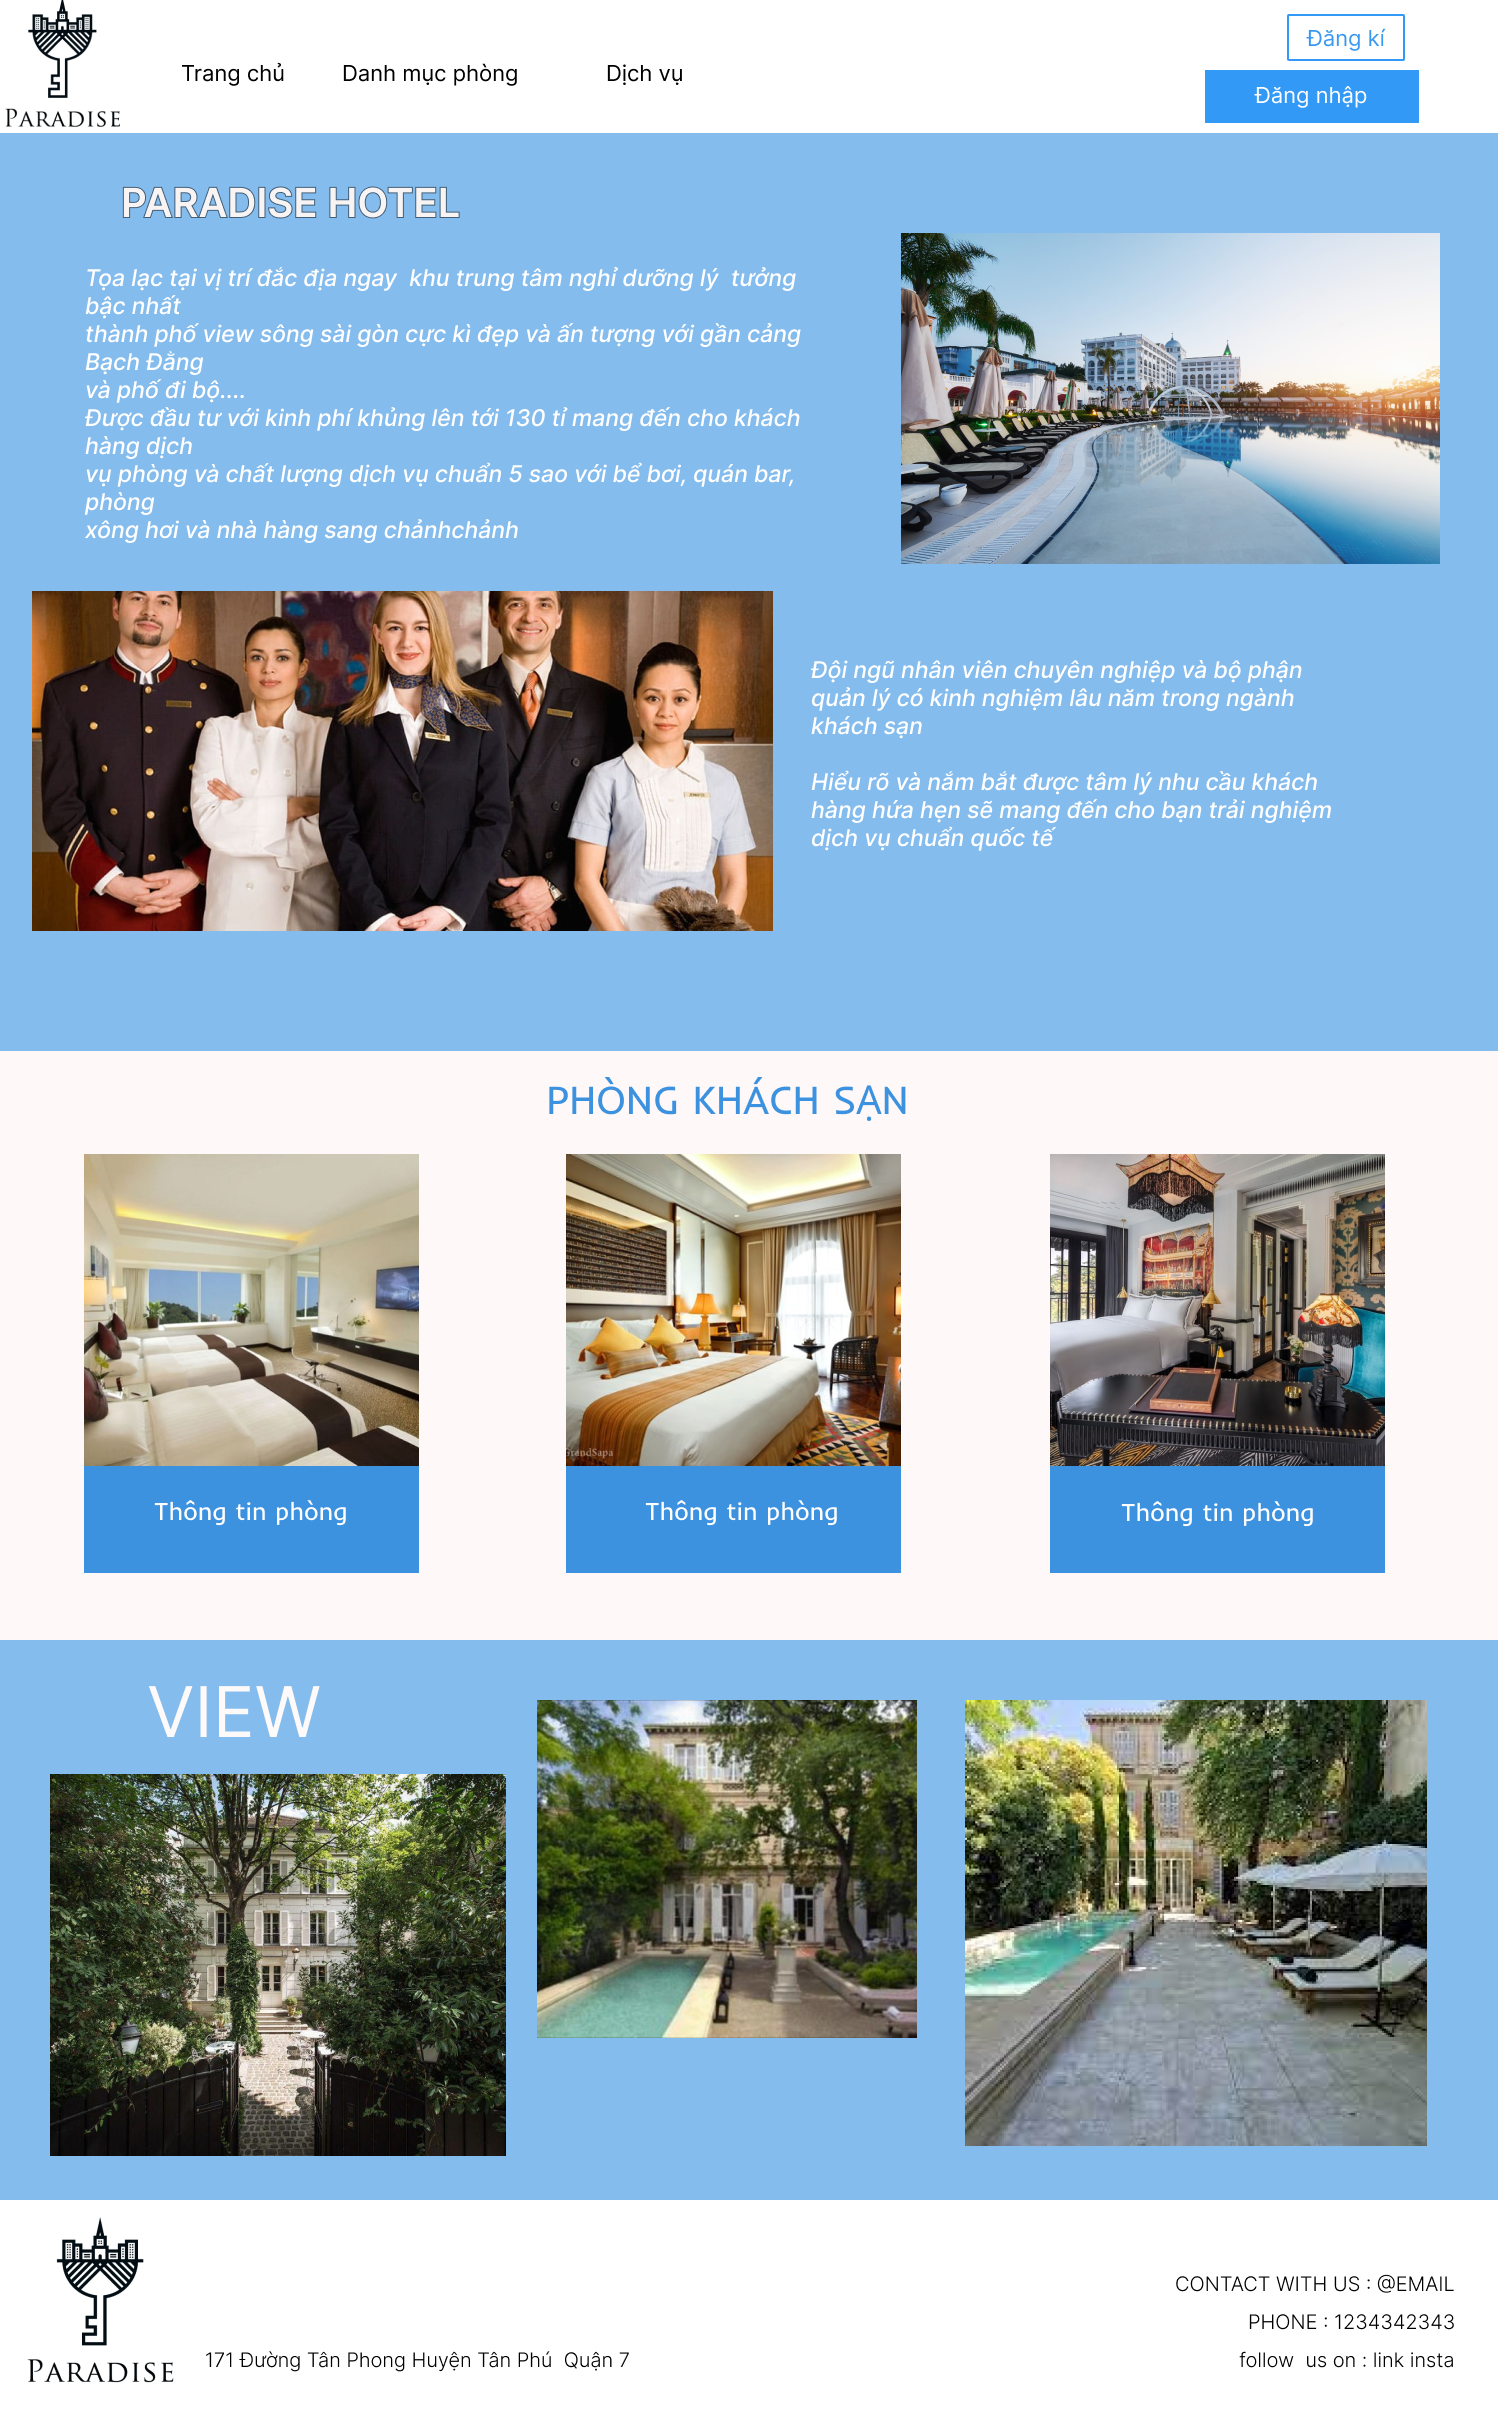 PARADISE
Trang chủ
Danh mục phòng
Dịch vụ
Đăng kí
Đăng nhập
PARADISE HOTEL
Tọa lạc tại vị trí đắc địa ngay  khu trung tâm nghỉ dưỡng lý  tưởng
bậc nhất
thành phố view sông sài gòn cực kì đẹp và ấn tượng với gần cảng
Bạch Đằng
và phố đi bộ....
Được đầu tư với kinh phí khủng lên tới 130 tỉ mang đến cho khách
hàng dịch
vụ phòng và chất lượng dịch vụ chuẩn 5 sao với bể bơi, quán bar,
phòng
xông hơi và nhà hàng sang chảnhchảnh
Đội ngũ nhân viên chuyên nghiệp và bộ phận
quản lý có kinh nghiệm lâu năm trong ngành
khách sạn
Hiểu rõ và nắm bắt được tâm lý nhu cầu khách
hàng hứa hẹn sẽ mang đến cho bạn trải nghiệm
dịch vụ chuẩn quốc tế
PHÒNG KHÁCH SẠN
GrandSapa
Thông tin phòng
Thông tin phòng
Thông tin phòng
VIEW
PARADISE
171 Đường Tân Phong Huyện Tân Phú  Quận 7
CONTACT WITH US : @EMAIL
PHONE : 1234342343
follow  us on : link insta